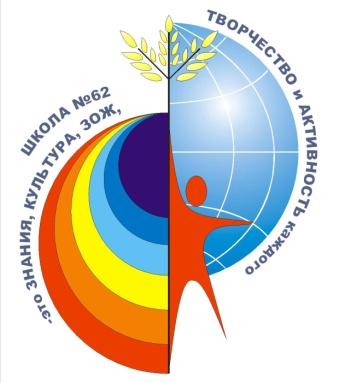 ШКОЛА №62
-это ЗНАНИЯ, КУЛЬТУРА, ЗОЖ,
ТВОРЧЕСТВО и АКТИВНОСТЬ каждого